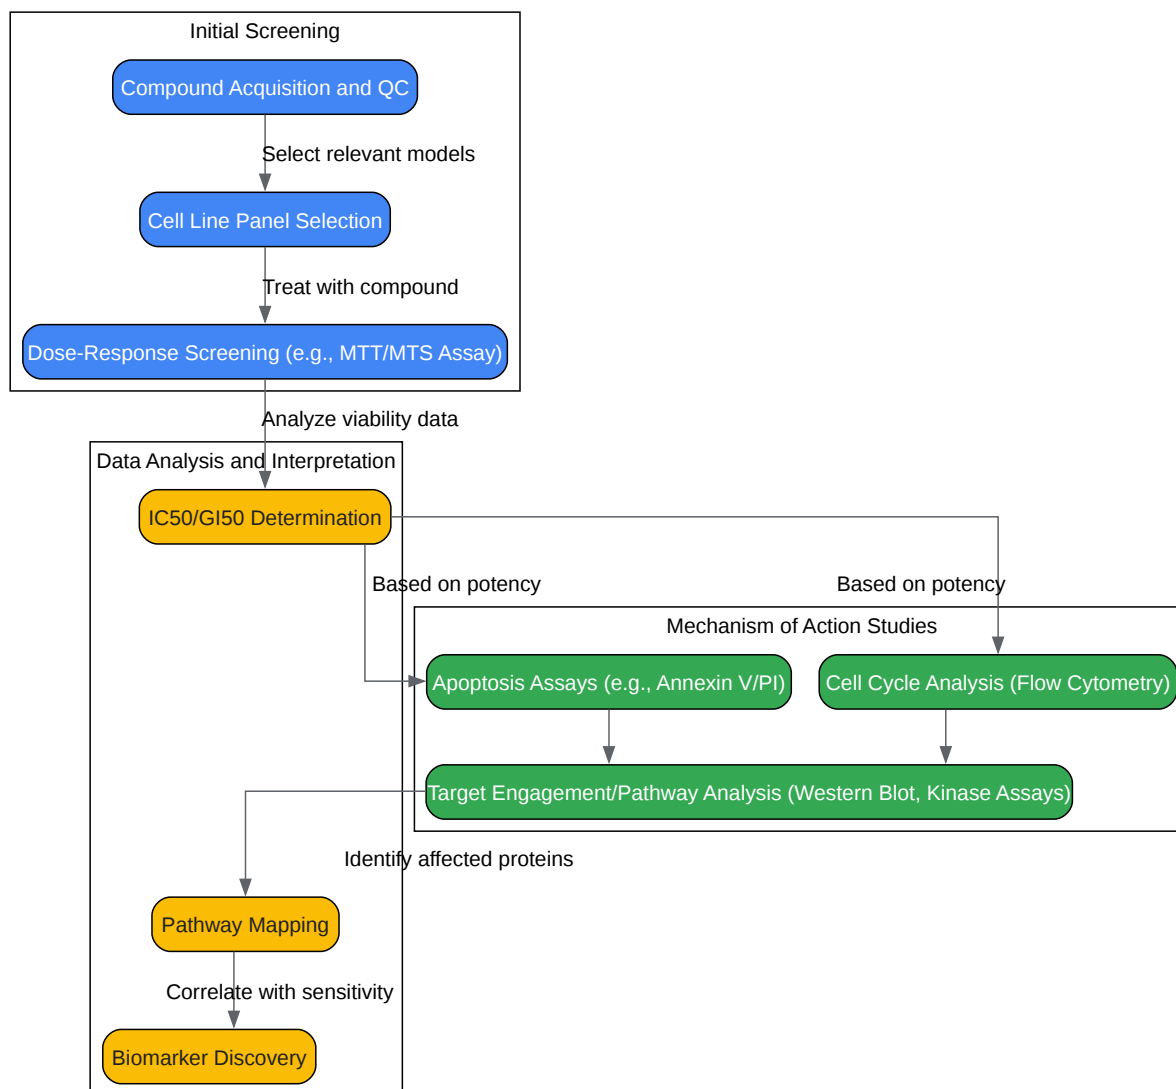 Initial Screening
Compound Acquisition and QC
Select relevant models
Cell Line Panel Selection
Treat with compound
Dose-Response Screening (e.g., MTT/MTS Assay)
Analyze viability data
Data Analysis and Interpretation
IC50/GI50 Determination
Based on potency
Based on potency
Mechanism of Action Studies
Apoptosis Assays (e.g., Annexin V/PI)
Cell Cycle Analysis (Flow Cytometry)
Target Engagement/Pathway Analysis (Western Blot, Kinase Assays)
Identify affected proteins
Pathway Mapping
Correlate with sensitivity
Biomarker Discovery